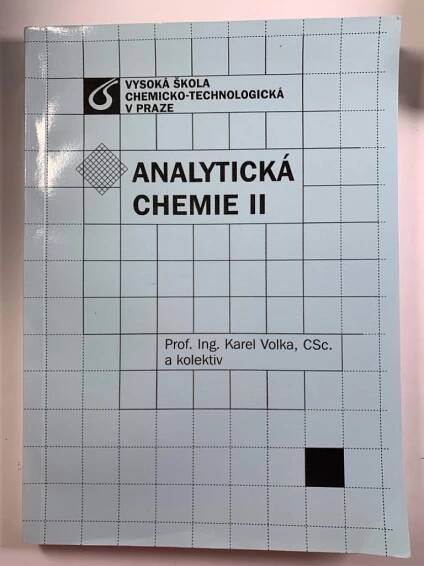 VYSOKÁ ŠKOLA
CHEMICKO-TECHNOLOGICKÁ
V PRAZE
ANALYTICKÁ
CHEMIE II
Prof. Ing. Karel Volka, CSc.
a kolektiv